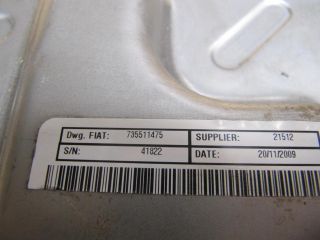 Dwg. FIAT: 735511475 SUPPLIER: 21512
S/N: 41822 DATE: 20/11/2009